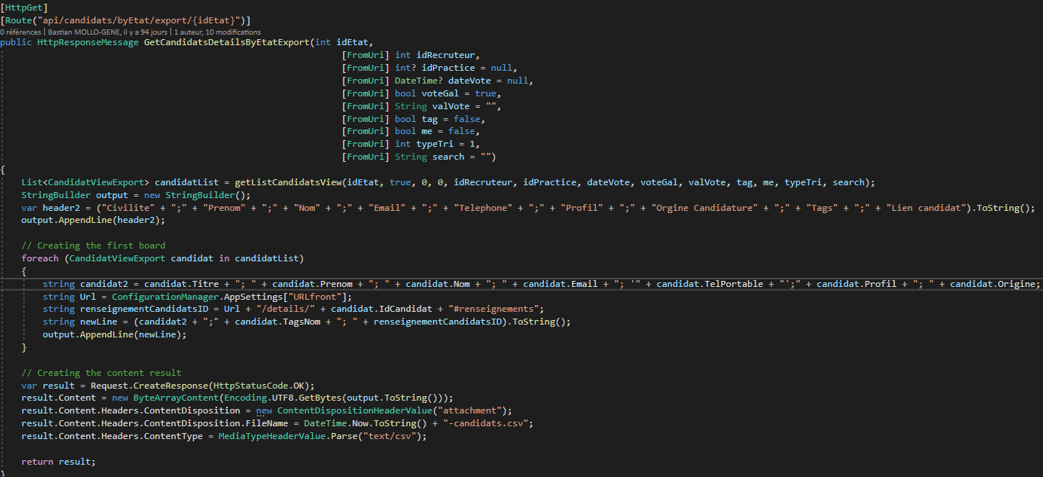 [HttpGet]
[Route("api/candidats/byEtat/export/{idEtat}")]
0 références | Bastian MOLLO-GENE, il y a 94 jours | 1 auteur, 10 modifications
public HttpResponseMessage GetCandidatsDetailsByEtatExport(int idEtat,
[FromUri] int idRecruteur,
[FromUri] int? idPractice = null,
[FromUri] DateTime? dateVote = null,
[FromUri] bool voteGal = true,
[FromUri] String valVote = "",
[FromUri] bool tag = false,
[FromUri] bool me = false,
[FromUri] int typeTri = 1,
[FromUri] String search = "")
{
List<CandidatViewExport> candidatList = getListCandidatsView(idEtat, true, 0, 0, idRecruteur, idPractice, dateVote, voteGal, valVote, tag, me, typeTri, search);
StringBuilder output = new StringBuilder();
var header2 = ("Civilite" + ";" + "Prenom" + ";" + "Nom" + ";" + "Email" + ";" + "Telephone" + ";" + "Profil" + ";" + "Orgine Candidature" + ";" + "Tags" + ";" + "Lien candidat").ToString();
output.AppendLine(header2);
// Creating the first board
foreach (CandidatViewExport candidat in candidatList)
{
string candidat2 = candidat.Titre + "; " + candidat.Prenom + "; " + candidat.Nom + "; " + candidat.Email + "; '" + candidat.TelPortable + "';" + candidat.Profil + "; " + candidat.Origine;
string Url = ConfigurationManager.AppSettings["URLfront"];
string renseignementCandidatsID = Url + "/details/" + candidat.IdCandidat + "#renseignements";
string newLine = (candidat2 + ";" + candidat.TagsNom + "; " + renseignementCandidatsID).ToString();
output.AppendLine(newLine);
}
// Creating the content result
var result = Request.CreateResponse(HttpStatusCode.OK);
result.Content = new ByteArrayContent(Encoding.UTF8.GetBytes(output.ToString()));
result.Content.Headers.ContentDisposition = new ContentDispositionHeaderValue("attachment");
result.Content.Headers.ContentDisposition.FileName = DateTime.Now.ToString() + "-candidats.csv";
result.Content.Headers.ContentType = MediaTypeHeaderValue.Parse("text/csv");
return result;
}